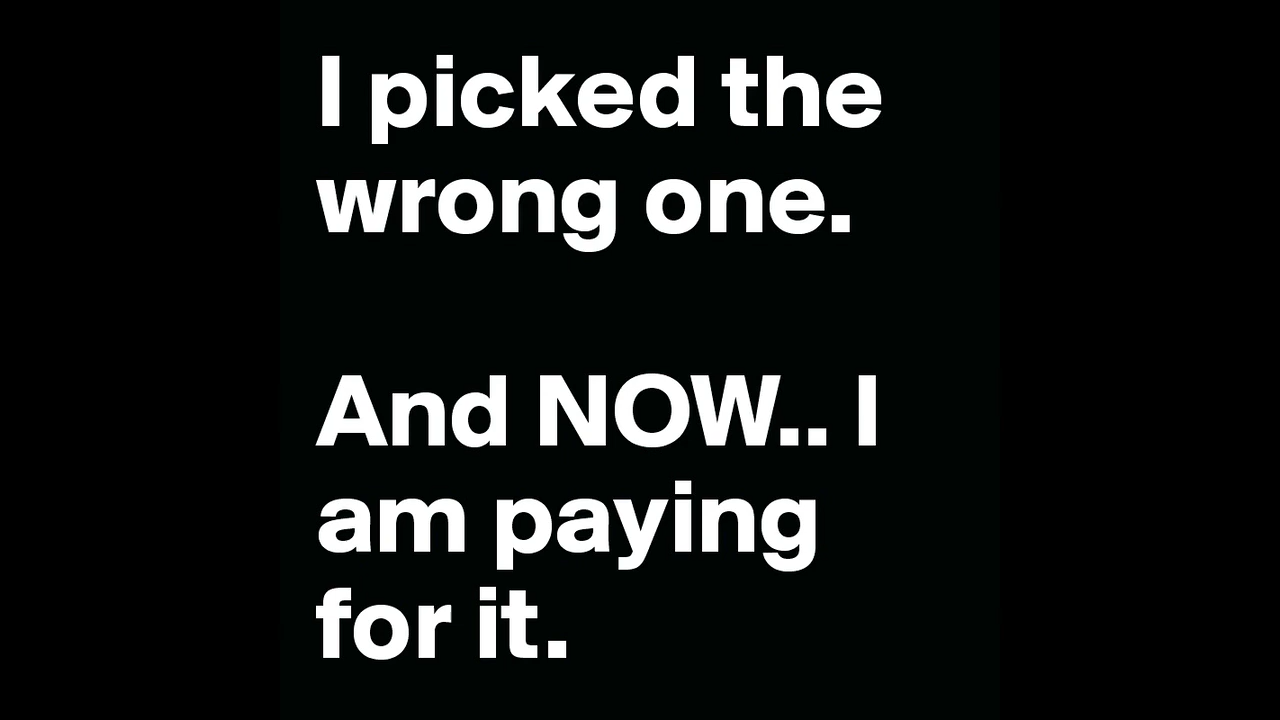 I picked the
wrong one.
And NOW.. I
am paying
for it.